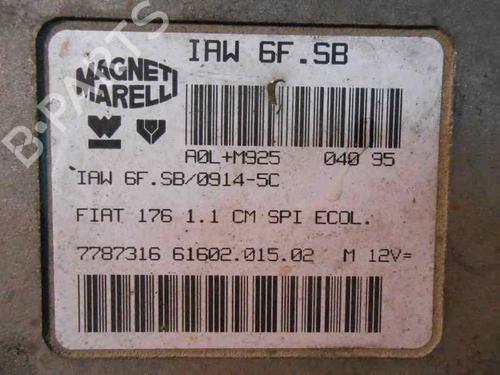 IAW 6F.SB
MAGNETI
MARELLI
A0L+M925 040 95
IAW 6F.SB/0914-5C
FIAT 176 1.1 CM SPI ECOL.
7787316 61602.015.02 M 12V=
B-PARTS